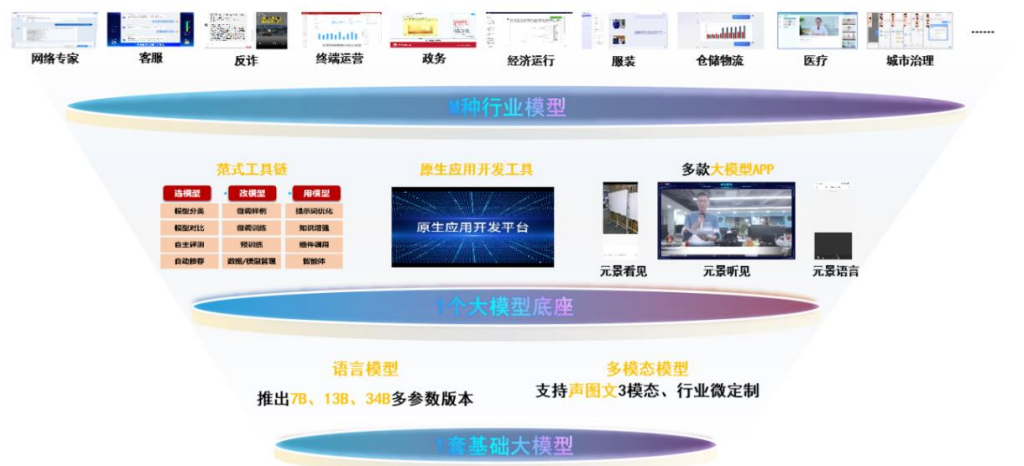 网络专家 客服 反诈 终端运营 政务 经济运行 服装 仓储物流 医疗 城市治理 ······
N种行业模型
范式工具链 原生应用开发工具 多款大模型APP
选模型 改模型 用模型
模型分类 微调样例 提示词优化
模型对比 微调训练 知识增强
自主评测 预训练 组件调用
自动推荐 数据/模型管理 智能体
原生应用开发平台
元景看见 元景听见 元景语言
1个大模型底座
语言模型 多模态模型
推出7B、13B、34B多参数版本 支持声图文3模态、行业微定制
1套基础大模型